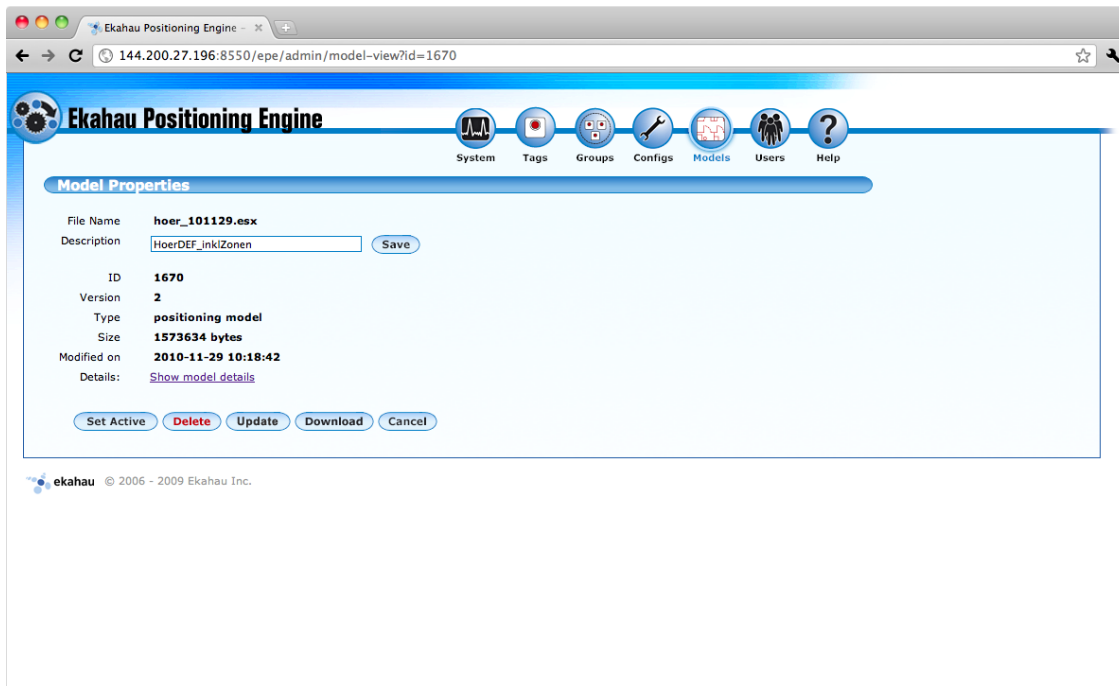 Ekahau Positioning Engine –
144.200.27.196:8550/epe/admin/model-view?id=1670
Ekahau Positioning Engine
System Tags Groups Configs Models Users Help
Model Properties
File Name hoer_101129.esx
Description HoerDEF_inklZonen Save
ID 1670
Version 2
Type positioning model
Size 1573634 bytes
Modified on 2010-11-29 10:18:42
Details: Show model details
Set Active Delete Update Download Cancel
ekahau © 2006 - 2009 Ekahau Inc.